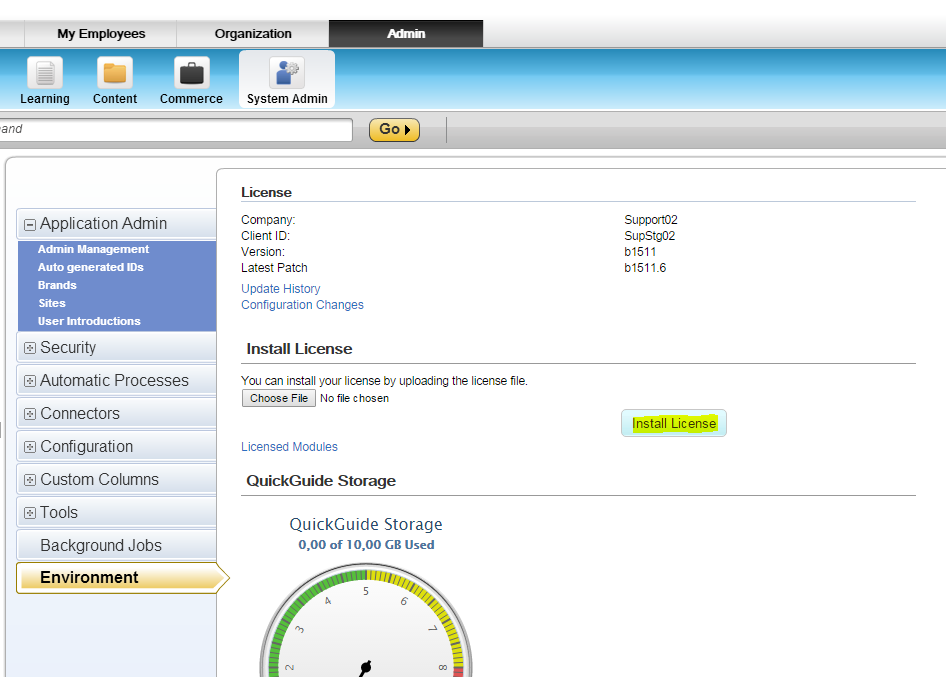 My Employees Organization Admin
Learning Content Commerce System Admin
and Go
License
Company: Support02
Client ID: SupStg02
Version: b1511
Latest Patch b1511.6
Update History
Configuration Changes
Install License
You can install your license by uploading the license file.
Choose File No file chosen
Install License
Licensed Modules
QuickGuide Storage
QuickGuide Storage
0,00 of 10,00 GB Used
2 3 4 5 6 7 8
Application Admin
Admin Management
Auto generated IDs
Brands
Sites
User Introductions
Security
Automatic Processes
Connectors
Configuration
Custom Columns
Tools
Background Jobs
Environment